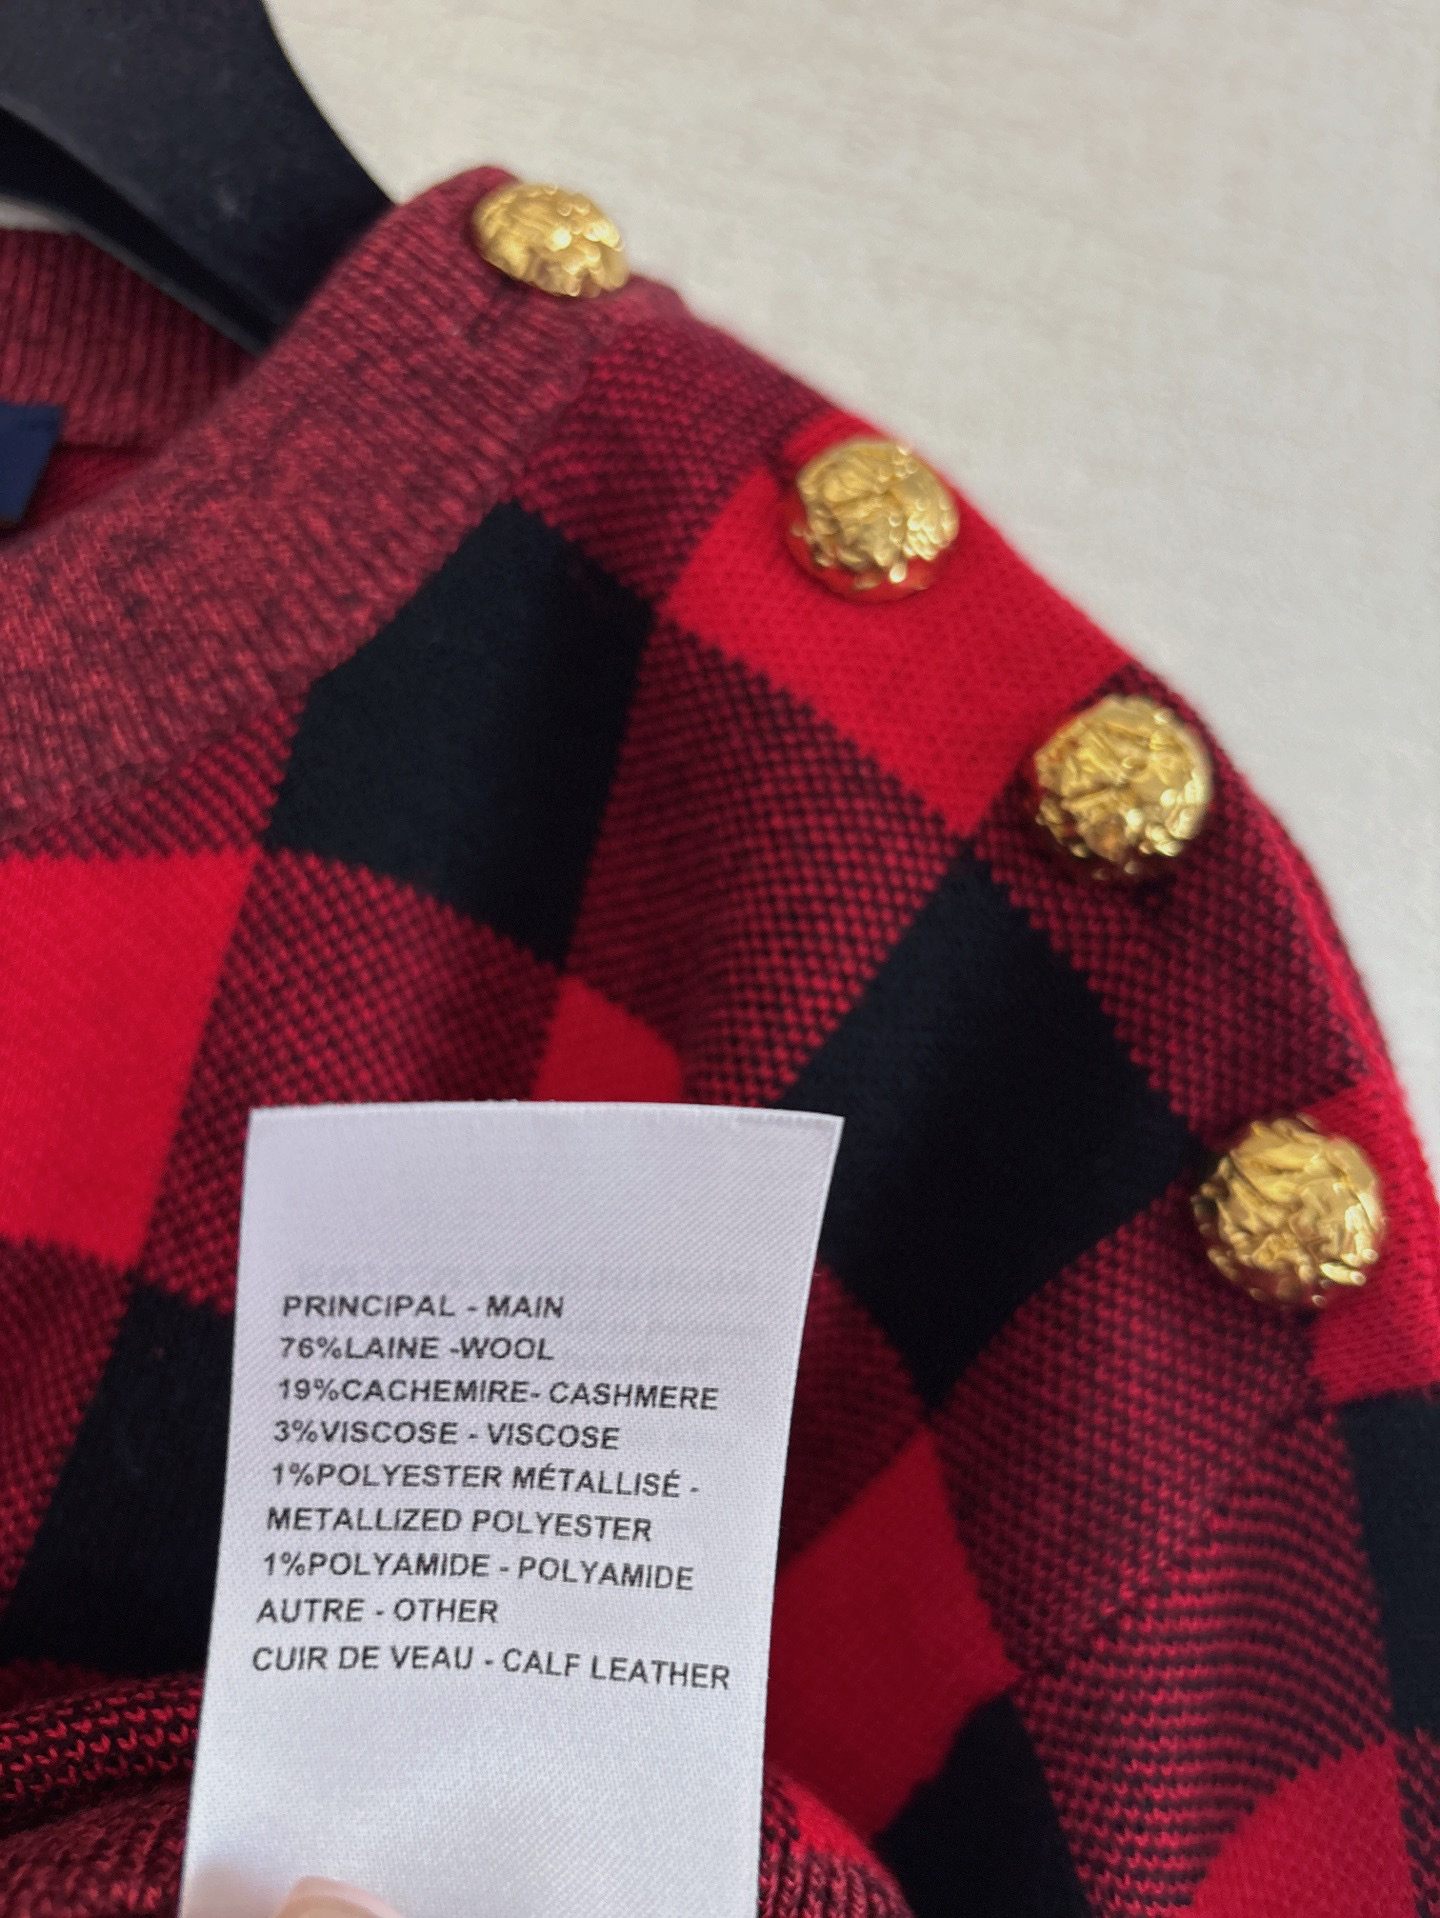 PRINCIPAL - MAIN
76%LAINE -WOOL
19%CACHEMIRE- CASHMERE
3%VISCOSE - VISCOSE
1%POLYESTER MÉTALLISÉ -
METALLIZED POLYESTER
1%POLYAMIDE - POLYAMIDE
AUTRE - OTHER
CUIR DE VEAU - CALF LEATHER